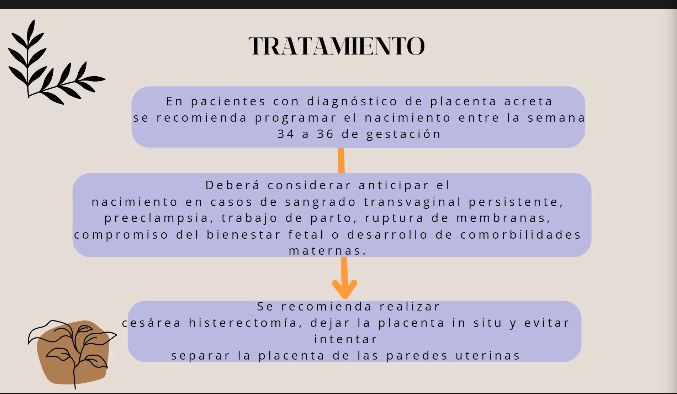 TRATAMIENTO
En pacientes con diagnóstico de placenta acreta
se recomienda programar el nacimiento entre la semana
34 a 36 de gestación
Deberá considerar anticipar el
nacimiento en casos de sangrado transvaginal persistente,
preeclampsia, trabajo de parto, ruptura de membranas,
compromiso del bienestar fetal o desarrollo de comorbilidades
maternas.
Se recomienda realizar
cesárea histerectomía, dejar la placenta in situ y evitar
intentar
separar la placenta de las paredes uterinas